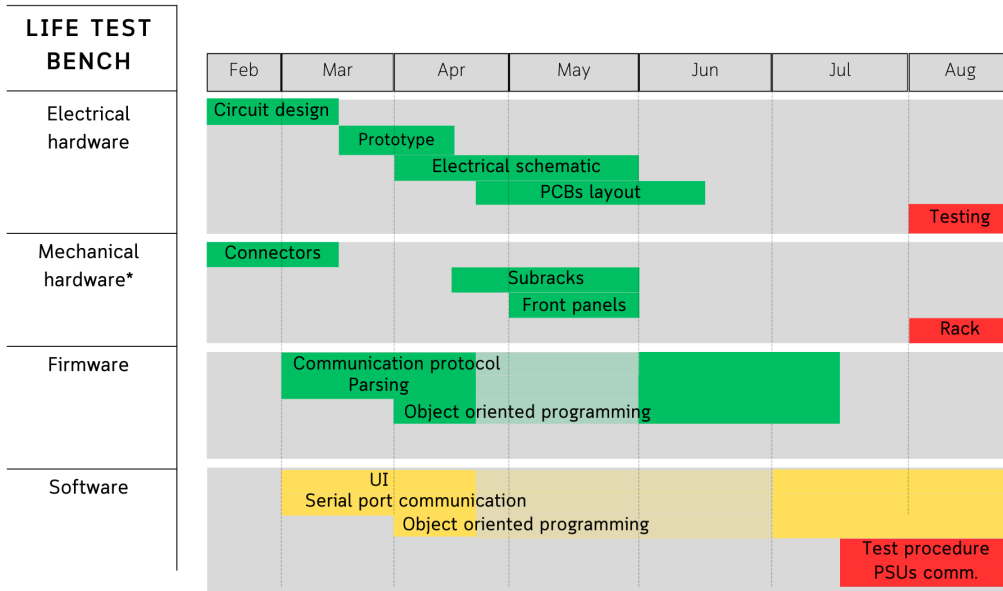 LIFE TEST
BENCH
Feb Mar Apr May Jun Jul Aug
Electrical
hardware
Circuit design
Prototype
Electrical schematic
PCBs layout
Testing
Mechanical
hardware*
Connectors
Subracks
Front panels
Rack
Firmware
Communication protocol
Parsing
Object oriented programming
Software
UI
Serial port communication
Object oriented programming
Test procedure
PSUs comm.